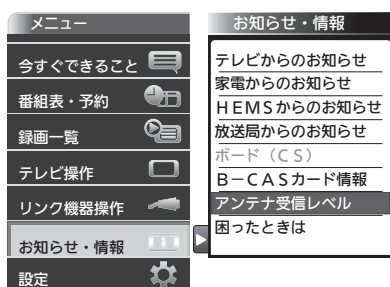 メニュー
今すぐできること
番組表・予約
録画一覧
テレビ操作
リンク機器操作
お知らせ・情報
設定
お知らせ・情報
テレビからのお知らせ
家電からのお知らせ
ＨＥＭＳからのお知らせ
放送局からのお知らせ
ボード（ＣＳ）
Ｂ－ＣＡＳカード情報
アンテナ受信レベル
困ったときは